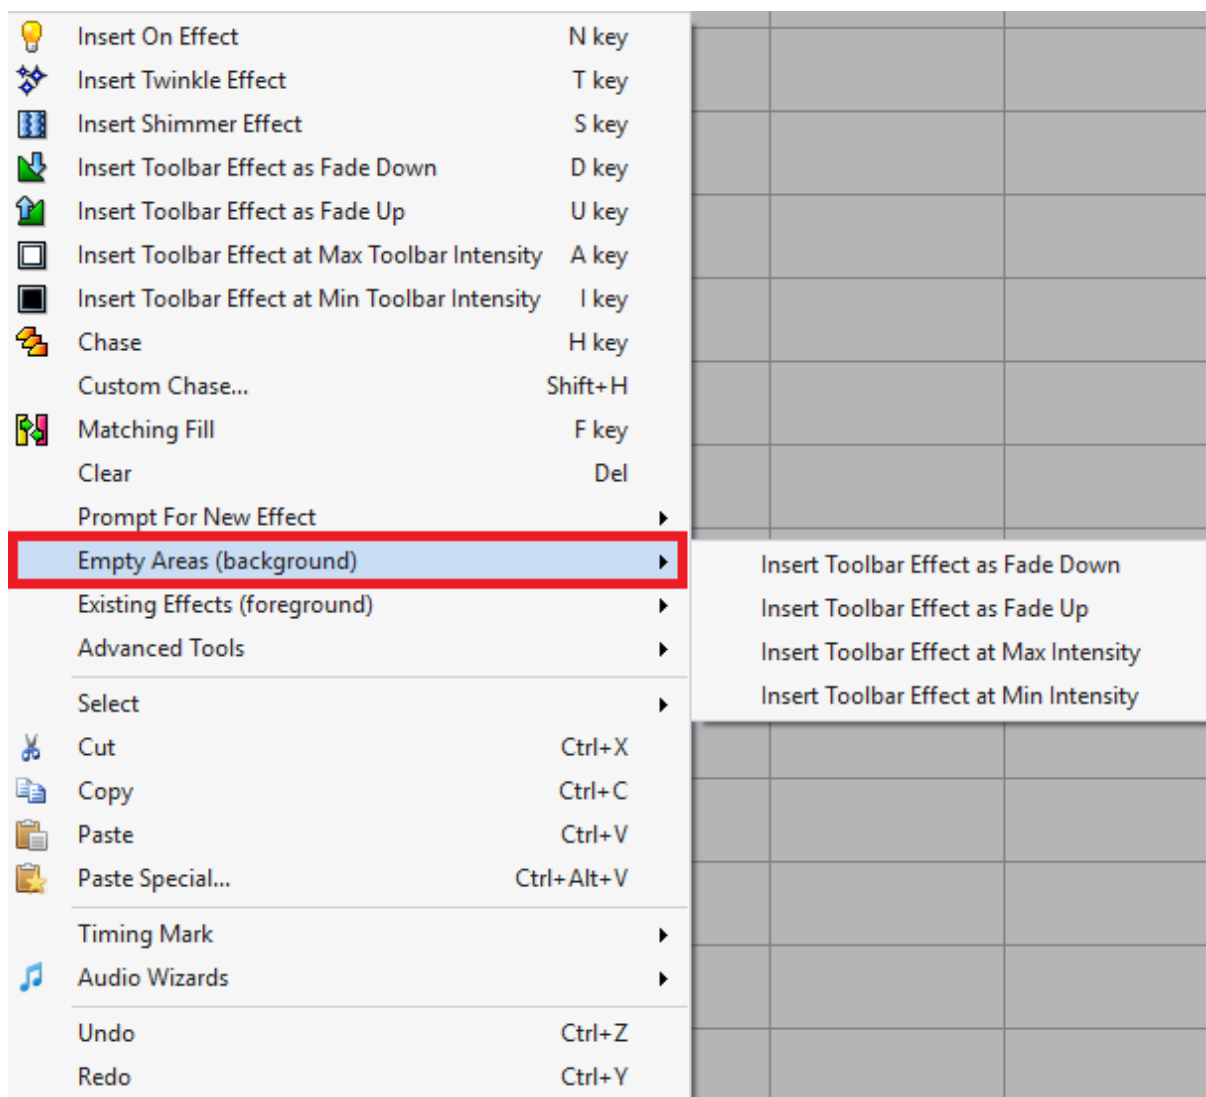 Insert On Effect N key
Insert Twinkle Effect T key
Insert Shimmer Effect S key
Insert Toolbar Effect as Fade Down D key
Insert Toolbar Effect as Fade Up U key
Insert Toolbar Effect at Max Toolbar Intensity A key
Insert Toolbar Effect at Min Toolbar Intensity I key
Chase H key
Custom Chase... Shift+H
Matching Fill F key
Clear Del
Prompt For New Effect
Empty Areas (background)
Existing Effects (foreground)
Advanced Tools
Select
Cut Ctrl+X
Copy Ctrl+C
Paste Ctrl+V
Paste Special... Ctrl+Alt+V
Timing Mark
Audio Wizards
Undo Ctrl+Z
Redo Ctrl+Y
Insert Toolbar Effect as Fade Down
Insert Toolbar Effect as Fade Up
Insert Toolbar Effect at Max Intensity
Insert Toolbar Effect at Min Intensity